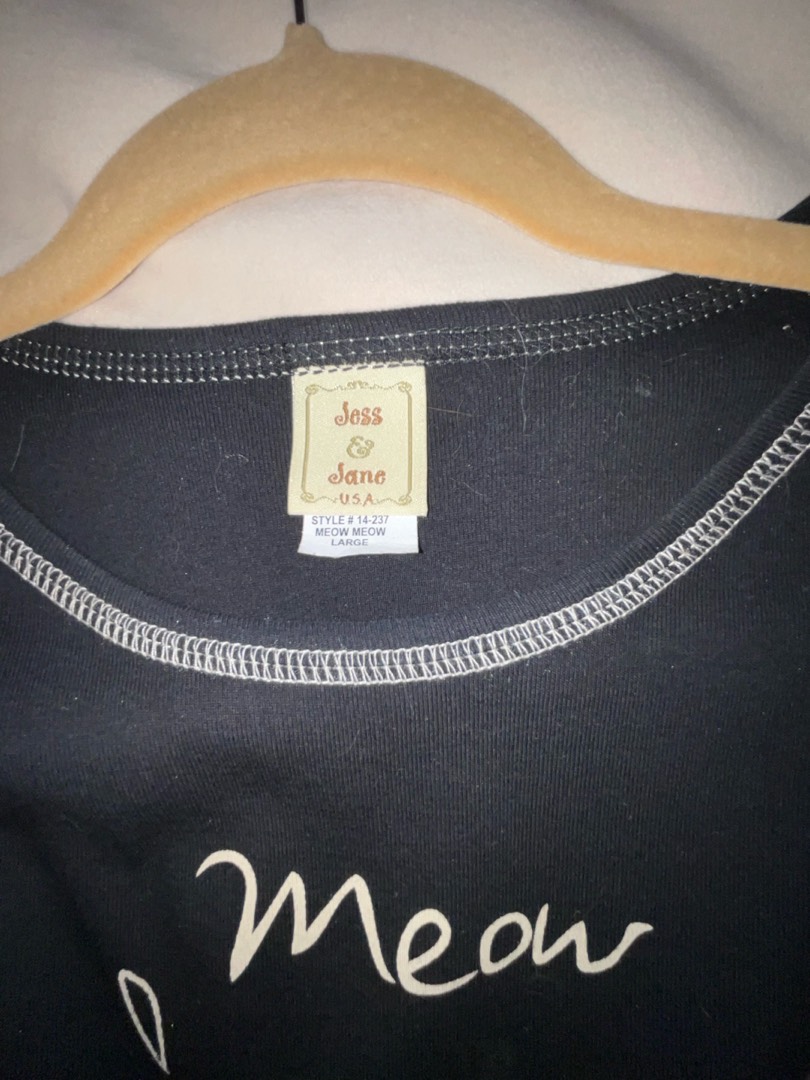 Jess
&
Jane
U.S.A.
STYLE # 14-237
MEOW MEOW
LARGE
Meow